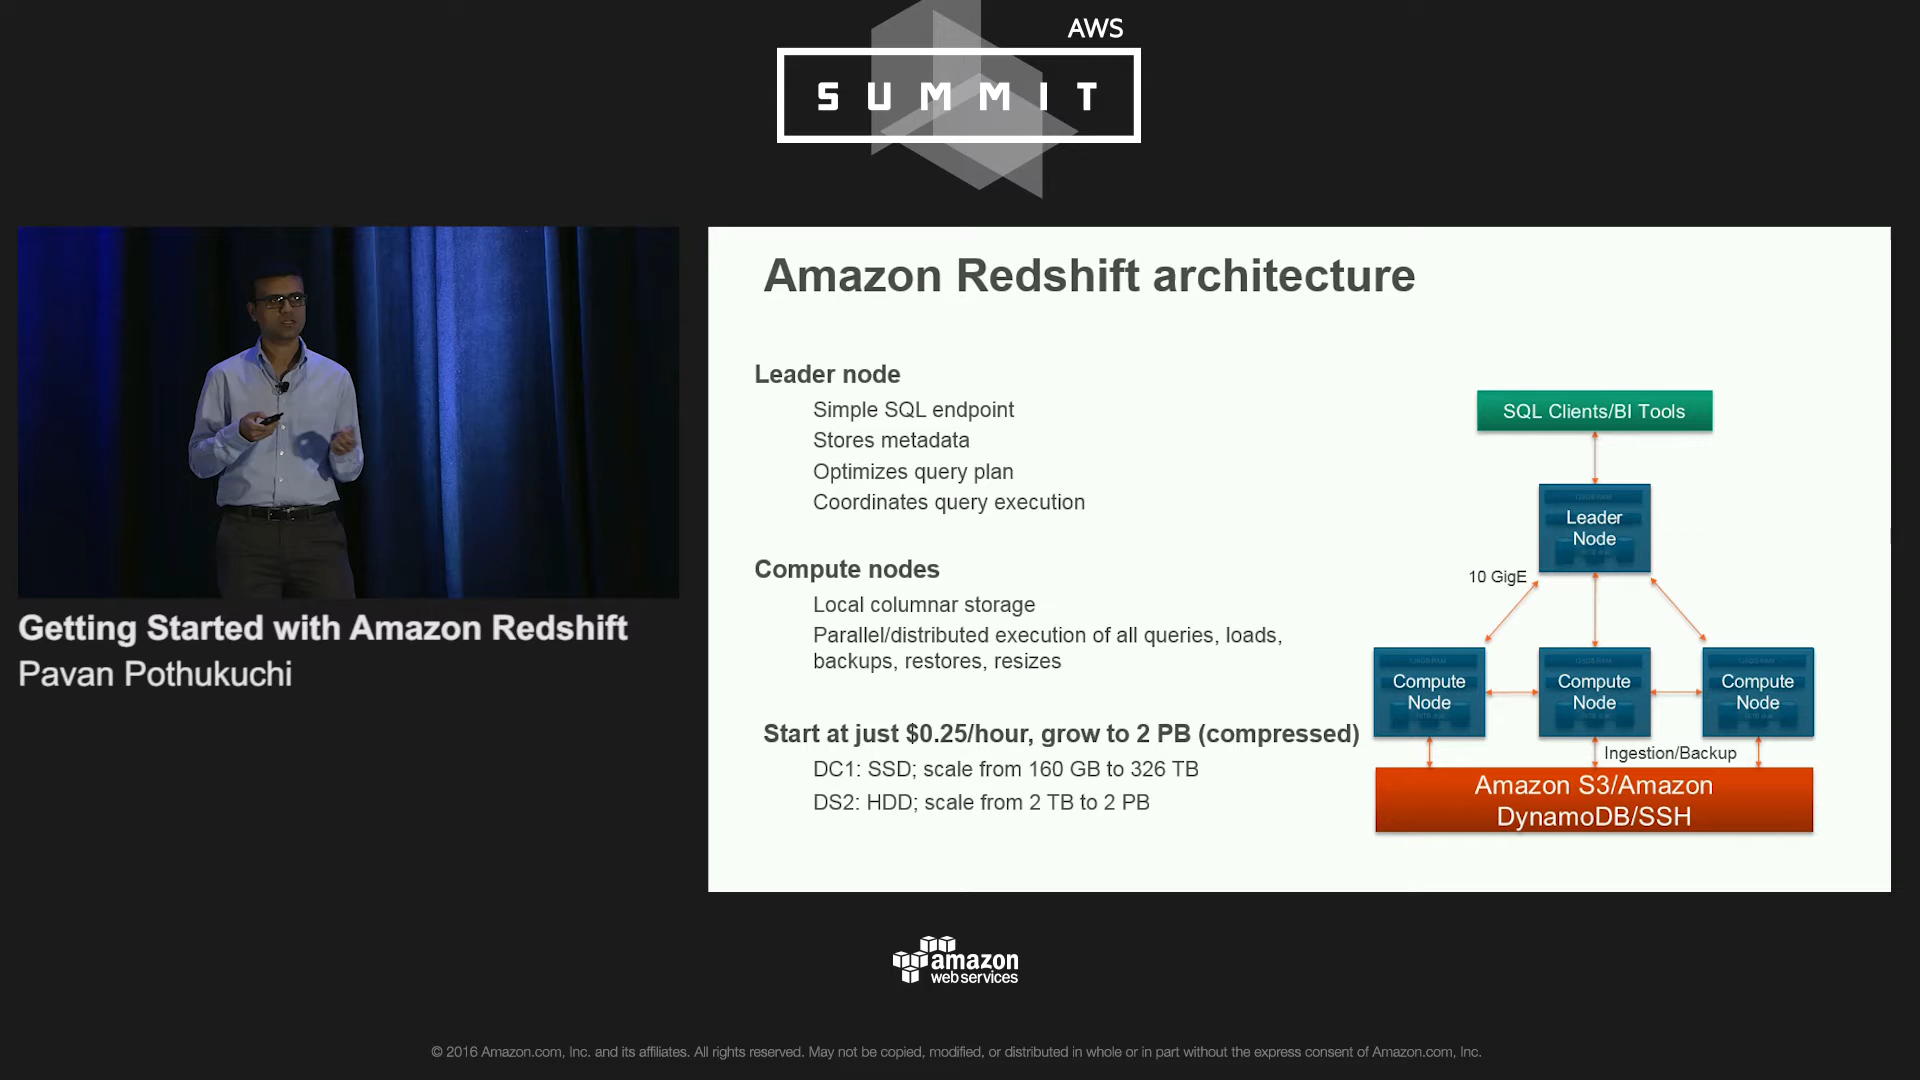 AWS
SUMMIT
Getting Started with Amazon Redshift
Pavan Pothukuchi
Amazon Redshift architecture
Leader node
Simple SQL endpoint
Stores metadata
Optimizes query plan
Coordinates query execution
Compute nodes
Local columnar storage
Parallel/distributed execution of all queries, loads,
backups, restores, resizes
Start at just $0.25/hour, grow to 2 PB (compressed)
DC1: SSD; scale from 160 GB to 326 TB
DS2: HDD; scale from 2 TB to 2 PB
SQL Clients/BI Tools
Leader
Node
10 GigE
Compute
Node
Compute
Node
Compute
Node
Ingestion/Backup
Amazon S3/Amazon
DynamoDB/SSH
amazon
web services
© 2016 Amazon.com, Inc. and its affiliates. All rights reserved. May not be copied, modified, or distributed in whole or in part without the express consent of Amazon.com, Inc.